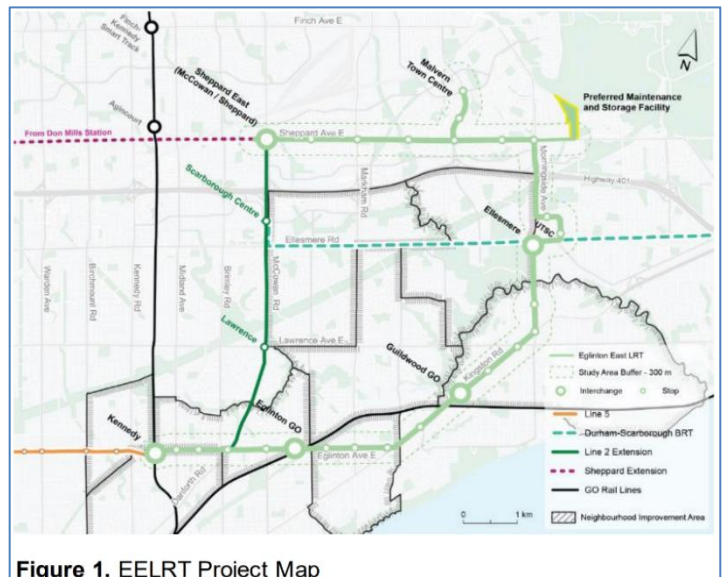 Finch Ave E
Finch-
Kennedy
Smart Track
Malvern
Town Centre
N
Sheppard East
(McCowan / Sheppard)
Preferred Maintenance
and Storage Facility
Agincourt
From Don Mills Station
Sheppard Ave E
Morningside Ave
Highway 401
Scarborough Centre
Markham Rd
Ellesmere
UTSC
Ellesmere Rd
Warden Ave
Birchmount Rd
Kennedy Rd
Midland Ave
Brimley Rd
McCowan Rd
Lawrence
Lawrence Ave E
Guildwood GO
Kingston Rd
Kennedy
Eglinton GO
Eglinton Ave E
Danforth Rd
Eglinton East LRT
Study Area Buffer - 300 m
Interchange
Stop
Line 5
Durham-Scarborough BRT
Line 2 Extension
Sheppard Extension
GO Rail Lines
Neighbourhood Improvement Area
0 1 km
Figure 1. EELRT Project Map